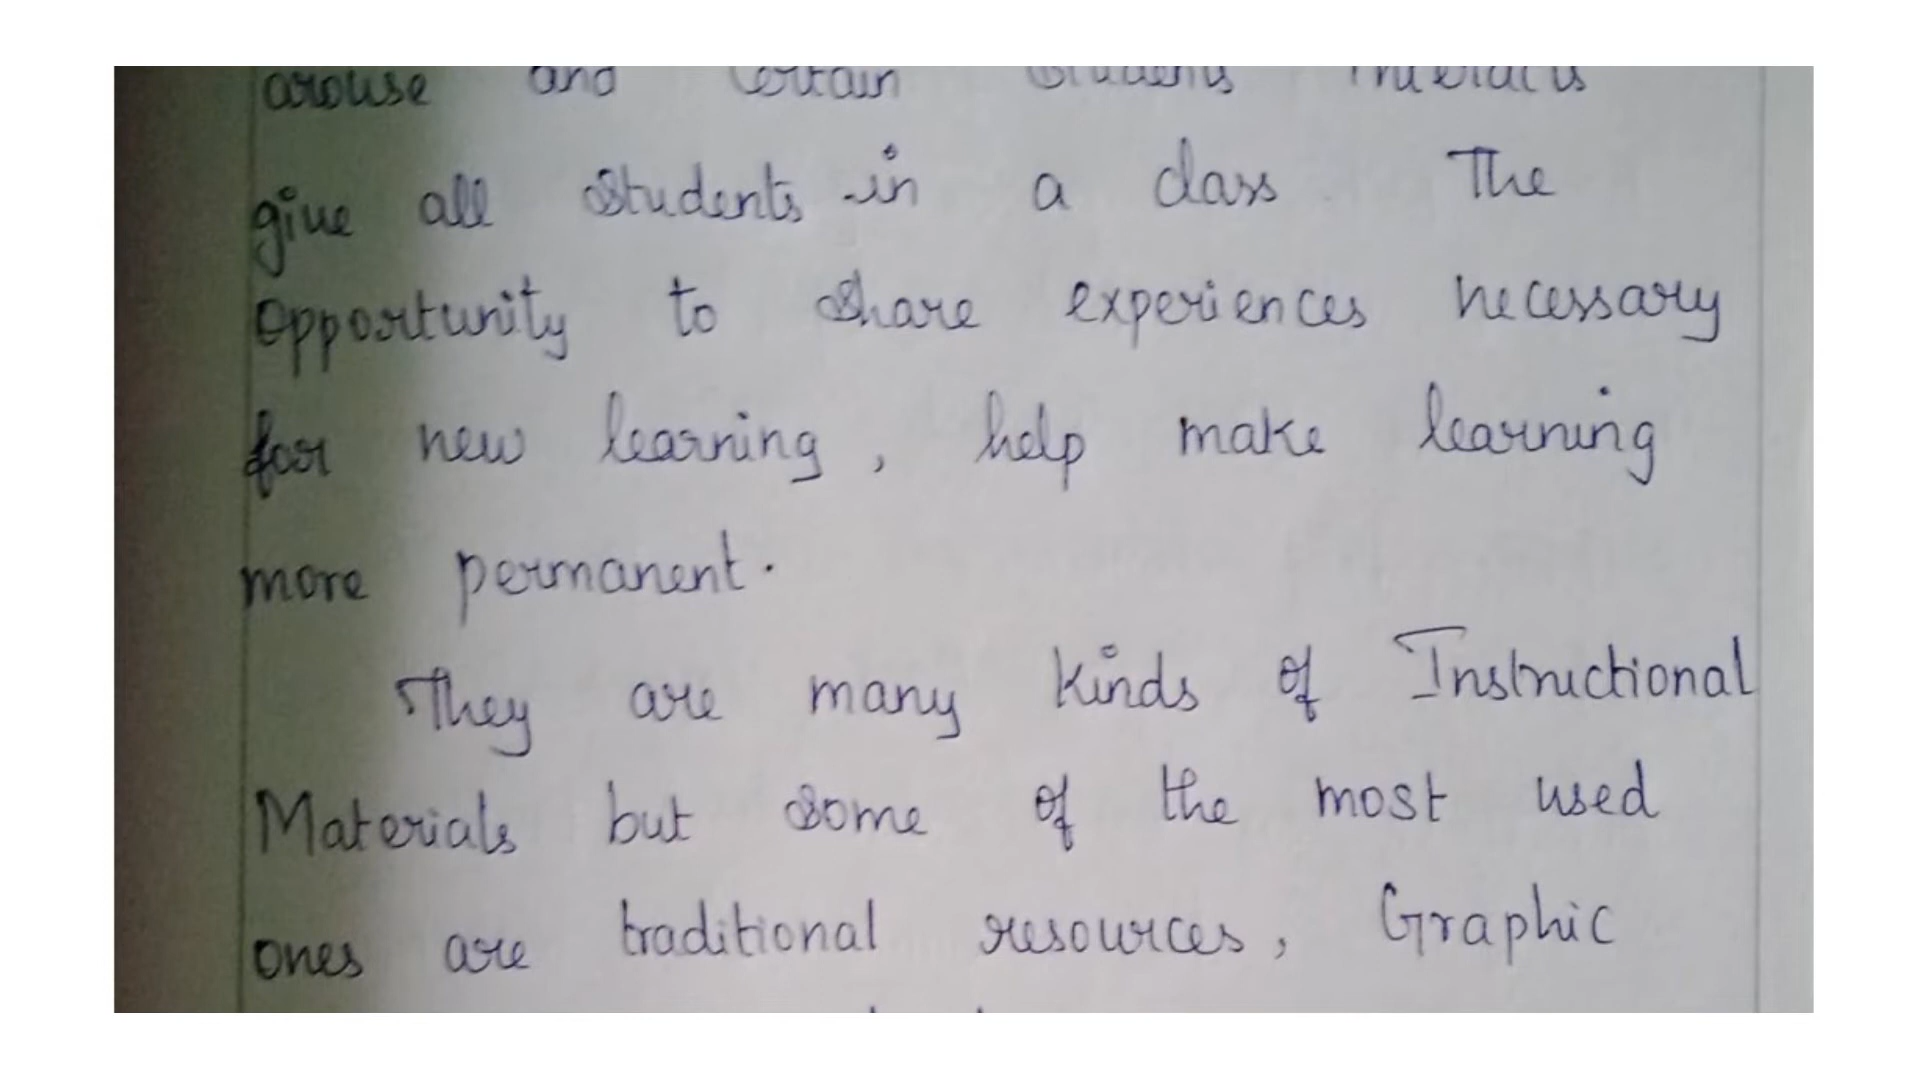 arouse and certain students
give all students in a class The
opportunity to share experiences necessary
for new learning, help make learning
more permanent.
They are many kinds of Instructional
Materials but some of the most used
ones are traditional resources, Graphic